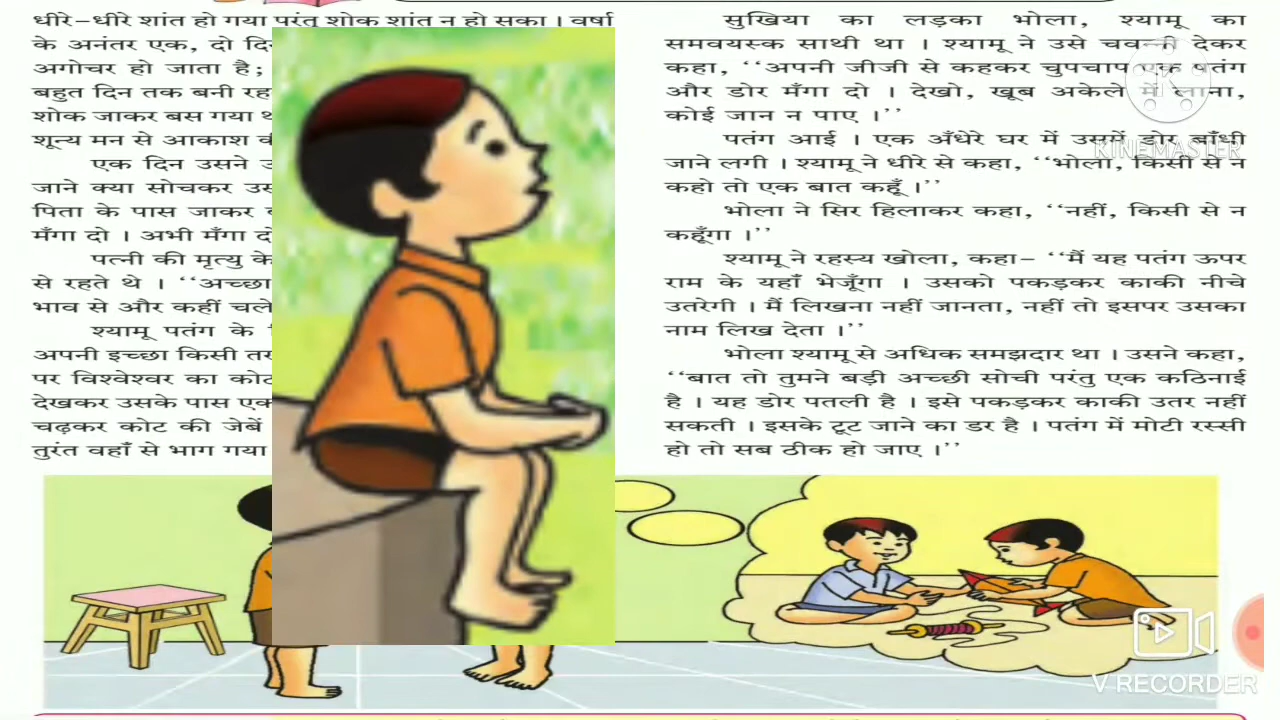 धीरे-धीरे शांत हो गया परंतु शोक शांत न हो सका । वर्षा
के अनंतर एक, दो
अगोचर हो जाता है;
बहुत दिन तक बनी
शोक जाकर बस गया
शून्य मन से आकाश
एक दिन उसने
जाने क्या सोचकर
पिता के पास जाकर
मँगा दो । अभी मँगा
पत्नी की मृत्यु के
से रहते थे । ‘‘अच्छा
भाव से और कहीं चले
श्यामू पतंग के
अपनी इच्छा किसी
पर विश्वेश्वर का
देखकर उसके पास
चढ़कर कोट की जेबें
तुरंत वहाँ से भाग गया
सुखिया का लड़का भोला, श्यामू का
समवयस्क साथी था । श्यामू ने उसे चवन्नी देकर
कहा, ‘‘अपनी जीजी से कहकर चुपचाप एक पतंग
और डोर मँगा दो । देखो, खूब अकेले में लाना,
कोई जान न पाए ।’’
पतंग आई । एक अँधेरे घर में उसमें डोर बाँधी
जाने लगी । श्यामू ने धीरे से कहा, ‘‘भोला, किसी से न
कहो तो एक बात कहूँ ।’’
भोला ने सिर हिलाकर कहा, ‘‘नहीं, किसी से न
कहूँगा ।’’
श्यामू ने रहस्य खोला, कहा- ‘‘मैं यह पतंग ऊपर
राम के यहाँ भेजूँगा । उसको पकड़कर काकी नीचे
उतरेगी । मैं लिखना नहीं जानता, नहीं तो इसपर उसका
नाम लिख देता ।’’
भोला श्यामू से अधिक समझदार था । उसने कहा,
‘‘बात तो तुमने बड़ी अच्छी सोची परंतु एक कठिनाई
है । यह डोर पतली है । इसे पकड़कर काकी उतर नहीं
सकती । इसके टूट जाने का डर है । पतंग में मोटी रस्सी
हो तो सब ठीक हो जाए ।’’
KINEMASTER
V RECORDER